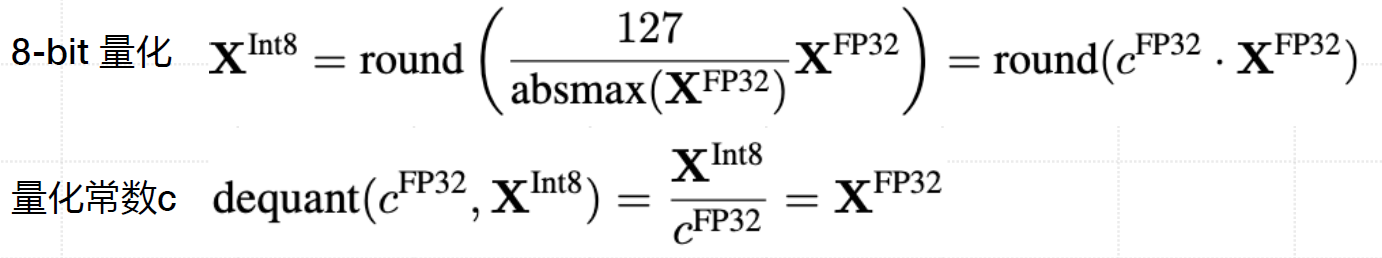 8-bit 量化 X^Int8 = round ( 127 / absmax(X^FP32) X^FP32 ) = round(c^FP32 · X^FP32)
量化常数c dequant(c^FP32, X^Int8) = X^Int8 / c^FP32 = X^FP32